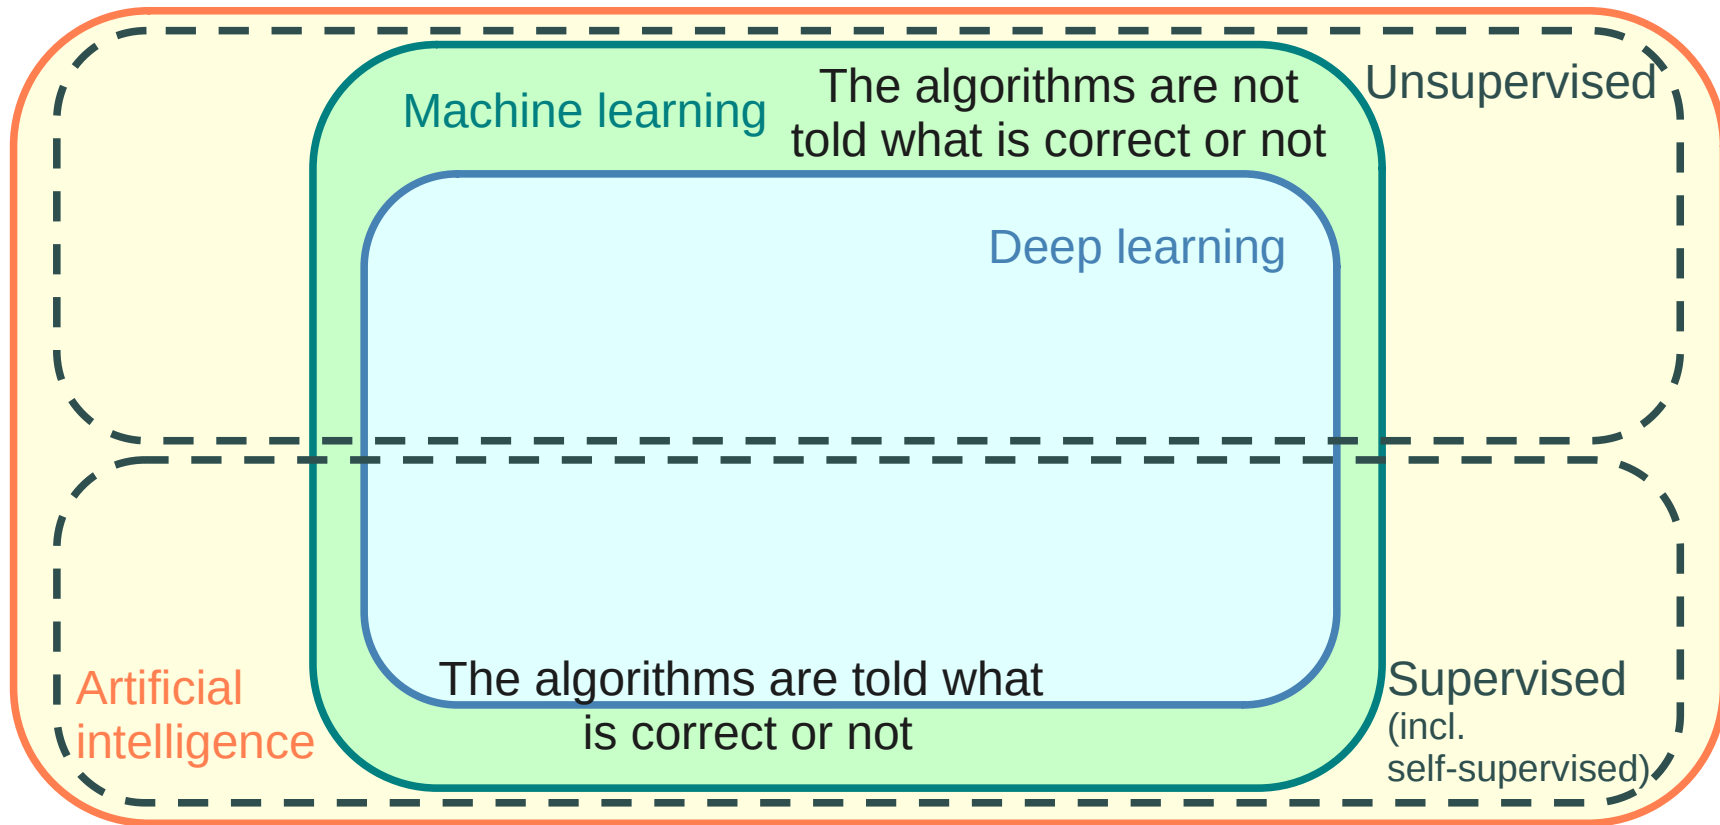 Machine learning
The algorithms are not
told what is correct or not
Unsupervised
Deep learning
Artificial
intelligence
The algorithms are told what
is correct or not
Supervised
(incl.
self-supervised)